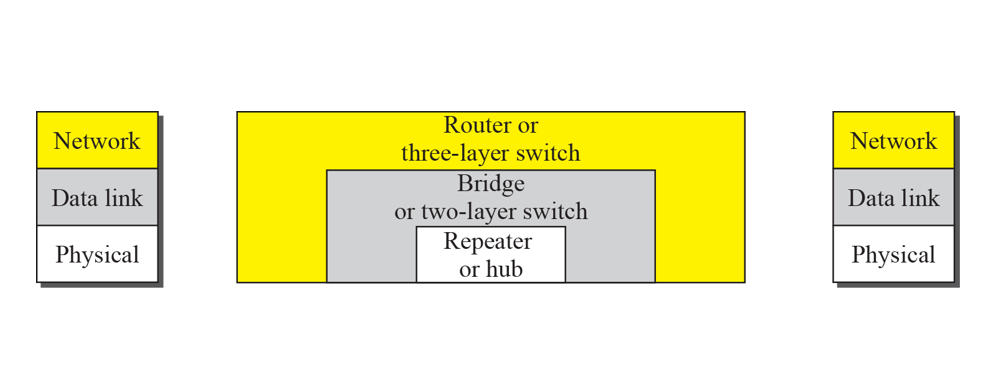 Network
Data link
Physical
Router or
three-layer switch
Bridge
or two-layer switch
Repeater
or hub
Network
Data link
Physical